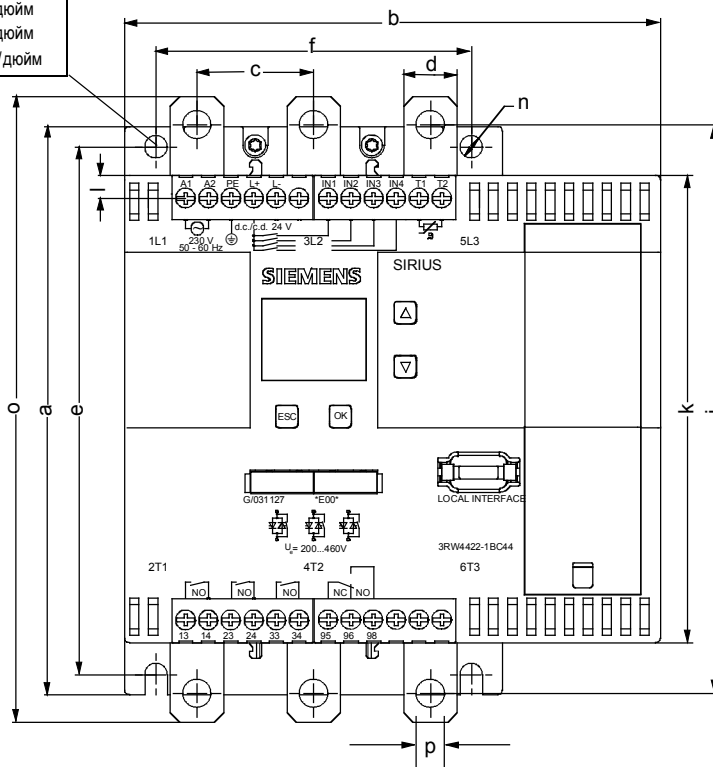 дюйм
дюйм
/дюйм
b
f
c
d
n
A1 A2 PE L+ L- IN1 IN2 IN3 IN4 T1 T2
l
d.c./c.d. 24 V
1L1 230 V 3L2 5L3
50 - 60 Hz
SIEMENS SIRIUS
o a e k
ESC OK
G/031127 *E00* LOCAL INTERFACE
3RW4422-1BC44
Ue= 200...460V
2T1 4T2 6T3
NO NO NO NC NO
13 14 23 24 33 34 95 96 98
p